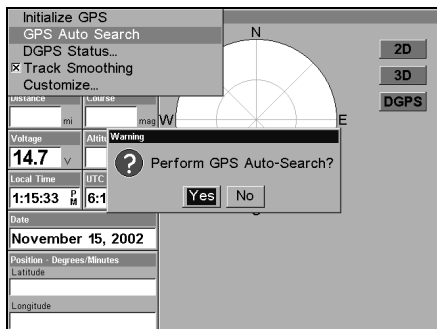 Initialize GPS
GPS Auto Search
DGPS Status...
Track Smoothing
Customize...
N
2D
3D
DGPS
Distance
Course
mi
mag
W
E
Voltage
14.7 V
Warning
Perform GPS Auto-Search?
Yes
No
Local Time
UTC
1:15:33 PM
6:1
Date
November 15, 2002
Position - Degrees/Minutes
Latitude
Longitude